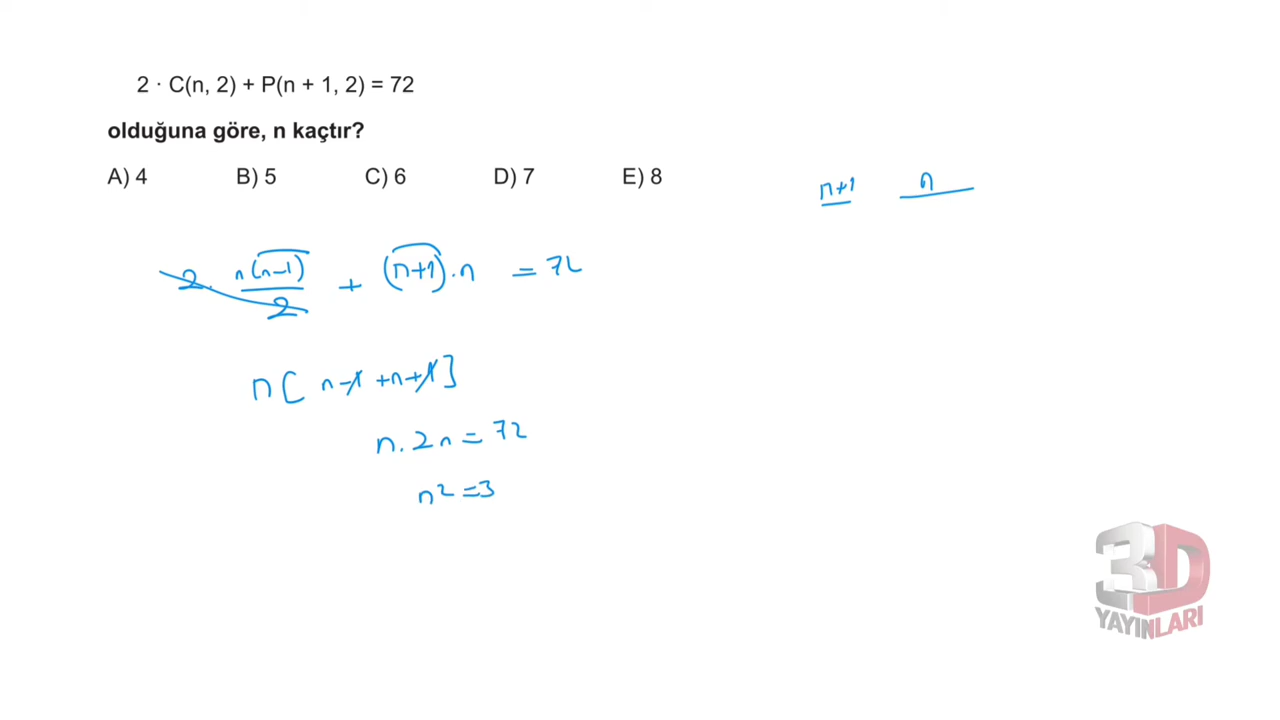 2 · C(n, 2) + P(n + 1, 2) = 72
olduğuna göre, n kaçtır?
A) 4 B) 5 C) 6 D) 7 E) 8
n+1 n
2. n(n-1)/2 + (n+1).n = 72
n[n-1+n+1]
n.2n=72
n²=3
3D
YAYINLARI